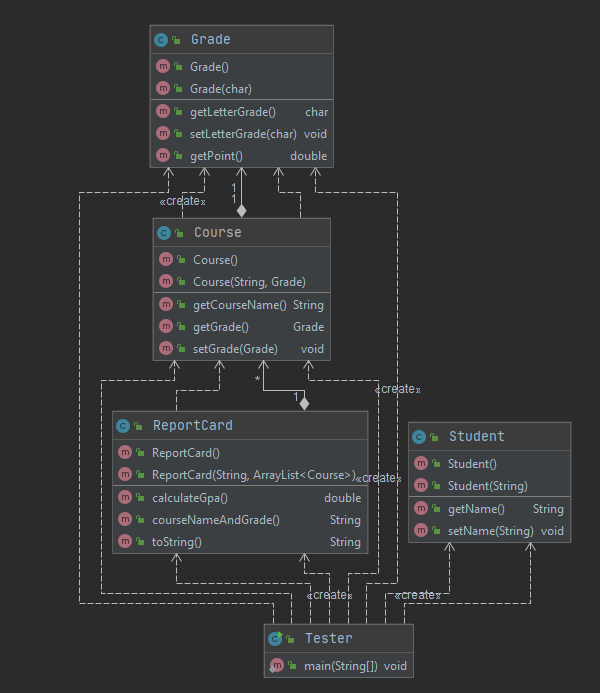 Grade
Grade()
Grade(char)
getLetterGrade() char
setLetterGrade(char) void
getPoint() double
«create»
1
1
Course
Course()
Course(String, Grade)
getCourseName() String
getGrade() Grade
setGrade(Grade) void
*
1
«create»
ReportCard
ReportCard()
ReportCard(String, ArrayList<Course>)
calculateGpa() double
courseNameAndGrade() String
toString() String
«create»
Student
Student()
Student(String)
getName() String
setName(String) void
«create»
«create»
Tester
main(String[]) void